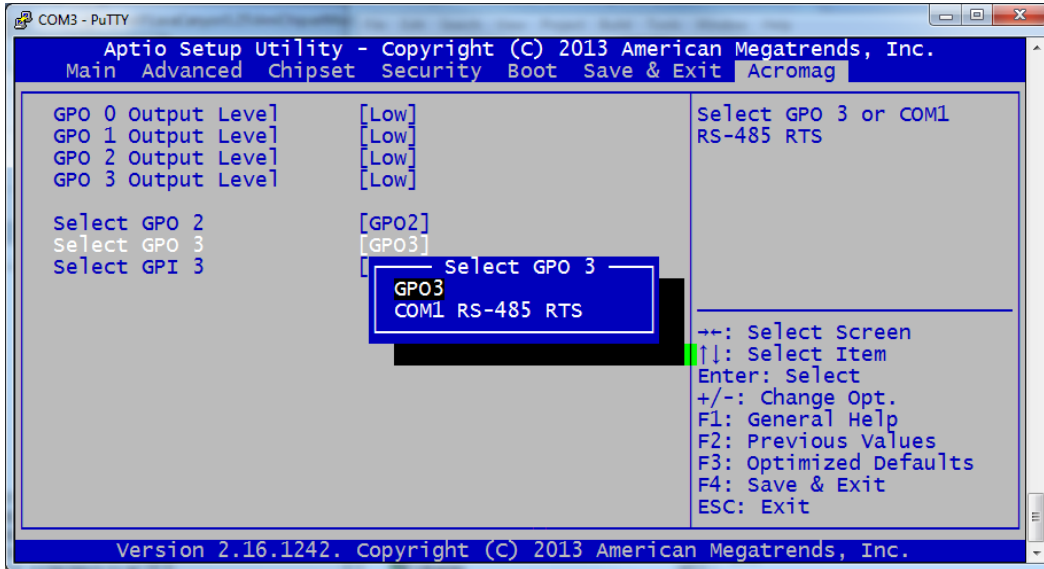 COM3 - PuTTY
Aptio Setup Utility - Copyright (C) 2013 American Megatrends, Inc.
Main Advanced Chipset Security Boot Save & Exit Acromag
GPO 0 Output Level [Low]
GPO 1 Output Level [Low]
GPO 2 Output Level [Low]
GPO 3 Output Level [Low]
Select GPO 2 [GPO2]
Select GPO 3 [GPO3]
Select GPI 3 [
Select GPO 3
GPO3
COM1 RS-485 RTS
Select GPO 3 or COM1
RS-485 RTS
→←: Select Screen
↑↓: Select Item
Enter: Select
+/-: Change Opt.
F1: General Help
F2: Previous Values
F3: Optimized Defaults
F4: Save & Exit
ESC: Exit
Version 2.16.1242. Copyright (C) 2013 American Megatrends, Inc.